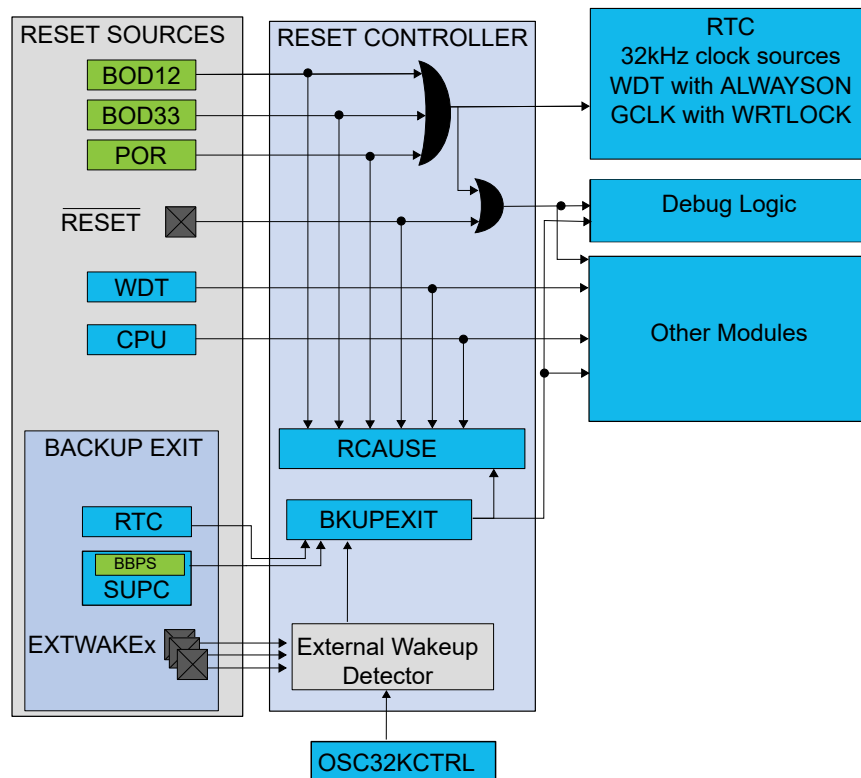 RESET SOURCES
BOD12
BOD33
POR
RESET
WDT
CPU
BACKUP EXIT
RTC
BBPS
SUPC
EXTWAKEx
RESET CONTROLLER
RCAUSE
BKUPEXIT
External Wakeup
Detector
OSC32KCTRL
RTC
32kHz clock sources
WDT with ALWAYSON
GCLK with WRTLOCK
Debug Logic
Other Modules